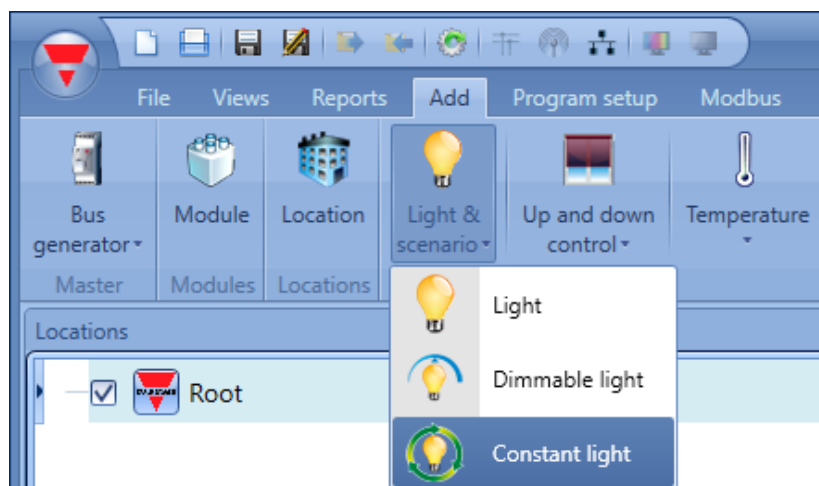 File Views Reports Add Program setup Modbus
Bus generator Module Location Light & scenario Up and down control Temperature
Master Modules Locations
Light
Locations
Dimmable light
Root
Constant light